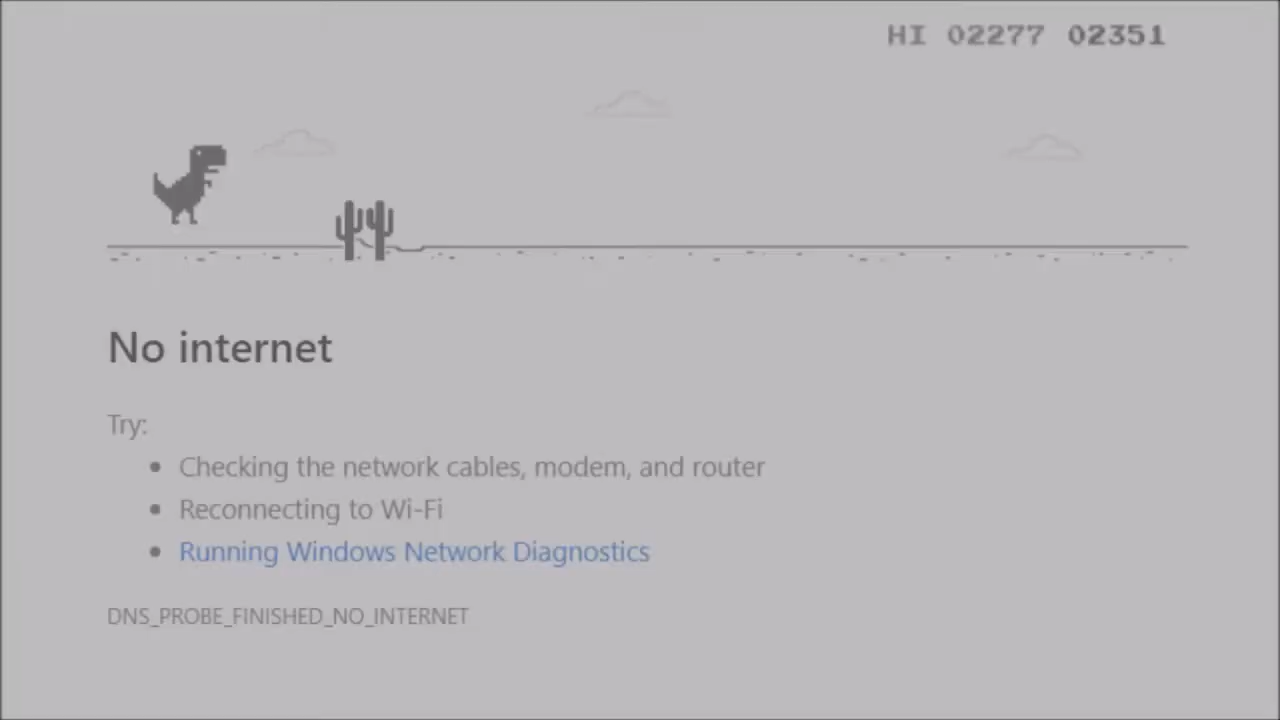 HI 02277 02351
No internet
Try:
Checking the network cables, modem, and router
Reconnecting to Wi-Fi
Running Windows Network Diagnostics
DNS_PROBE_FINISHED_NO_INTERNET